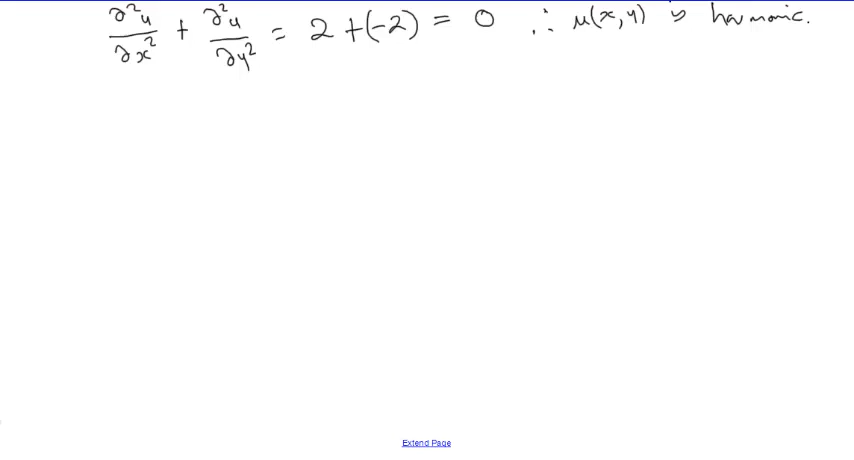 ∂²u/∂x² + ∂²u/∂y² = 2 + (-2) = 0 ∴ u(x, y) is harmonic.
Extend Page